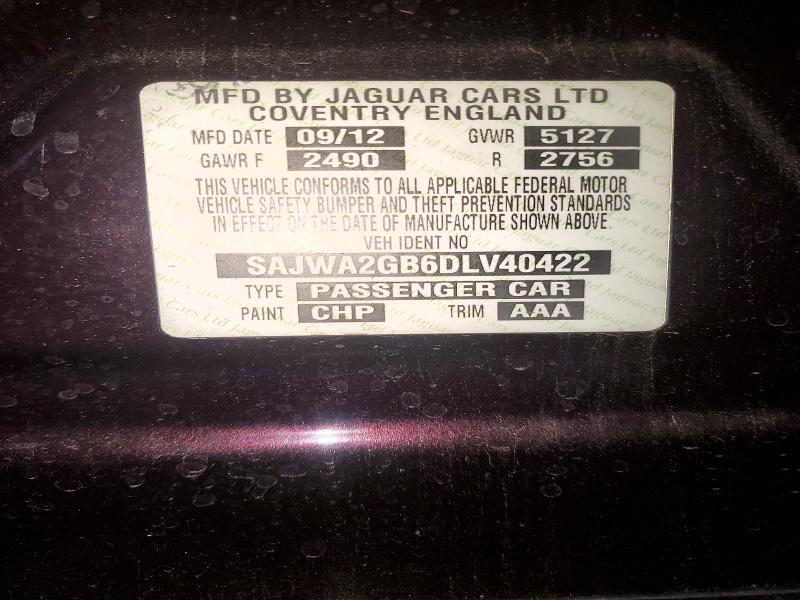 MFD BY JAGUAR CARS LTD
COVENTRY ENGLAND
MFD DATE 09/12 GVWR 5127
GAWR F 2490 R 2756
THIS VEHICLE CONFORMS TO ALL APPLICABLE FEDERAL MOTOR
VEHICLE SAFETY BUMPER AND THEFT PREVENTION STANDARDS
IN EFFECT ON THE DATE OF MANUFACTURE SHOWN ABOVE.
VEH IDENT NO
SAJWA2GB6DLV40422
TYPE PASSENGER CAR
PAINT CHP TRIM AAA